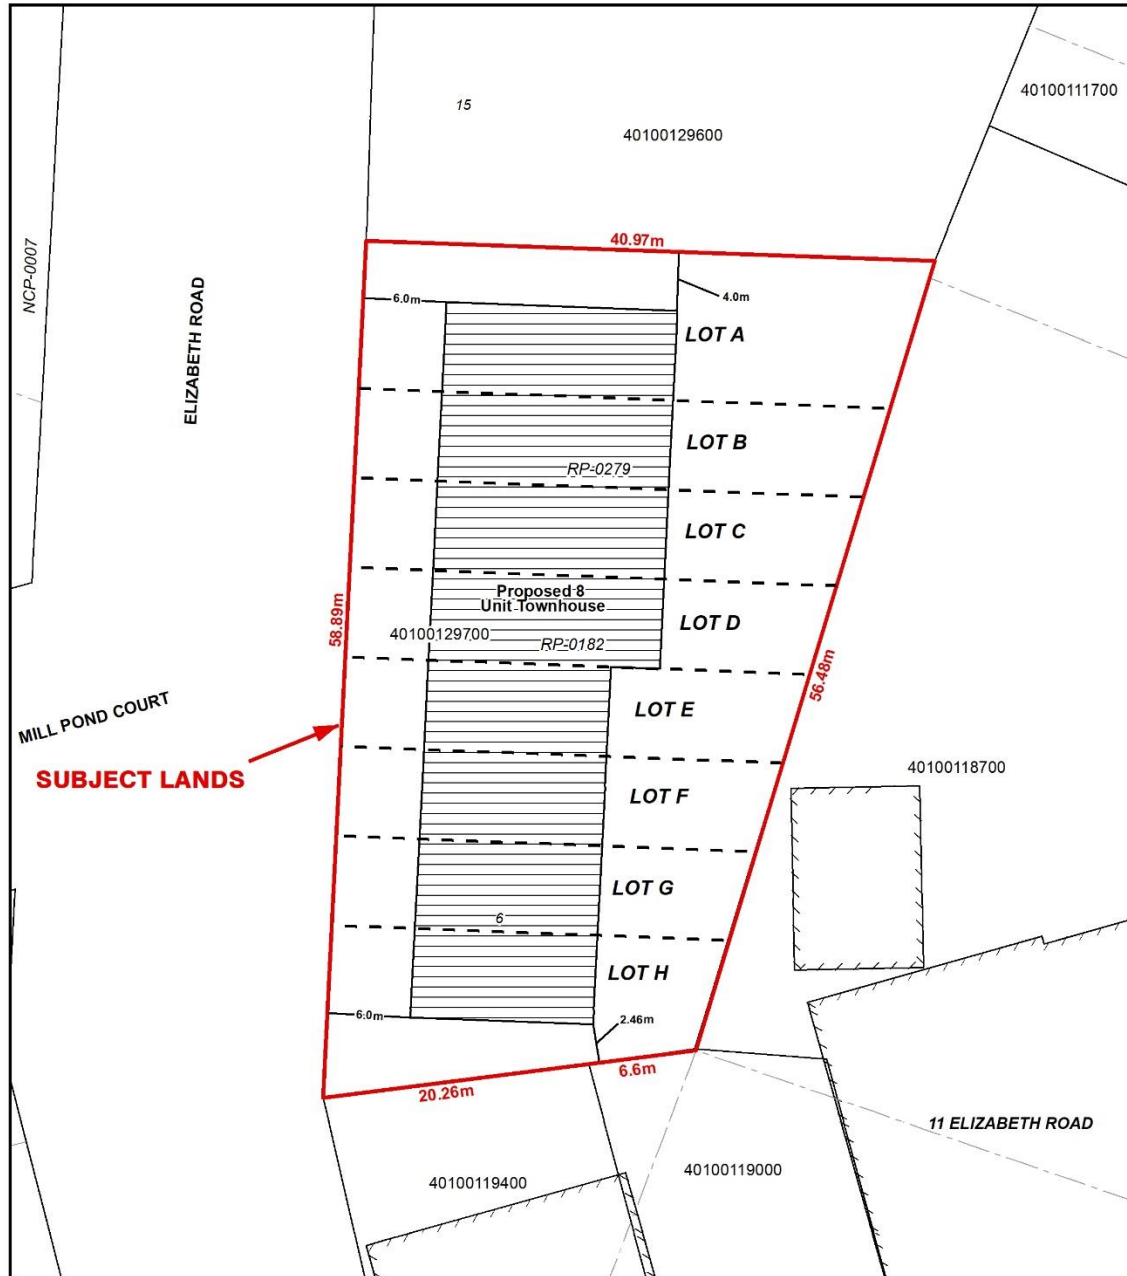 40100111700
15
40100129600
NCP-0007
ELIZABETH ROAD
40.97m
6.0m
4.0m
LOT A
LOT B
RP-0279
LOT C
Proposed 8
Unit Townhouse
58.89m
40100129700
RP-0182
LOT D
56.48m
MILL POND COURT
LOT E
SUBJECT LANDS
40100118700
LOT F
LOT G
6
LOT H
6.0m
2.46m
6.6m
20.26m
11 ELIZABETH ROAD
40100119400
40100119000